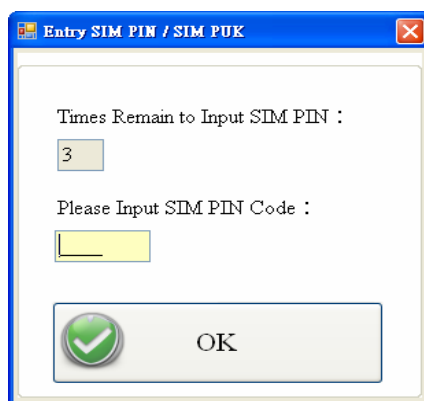 Entry SIM PIN / SIM PUK
Times Remain to Input SIM PIN：
3
Please Input SIM PIN Code：
OK